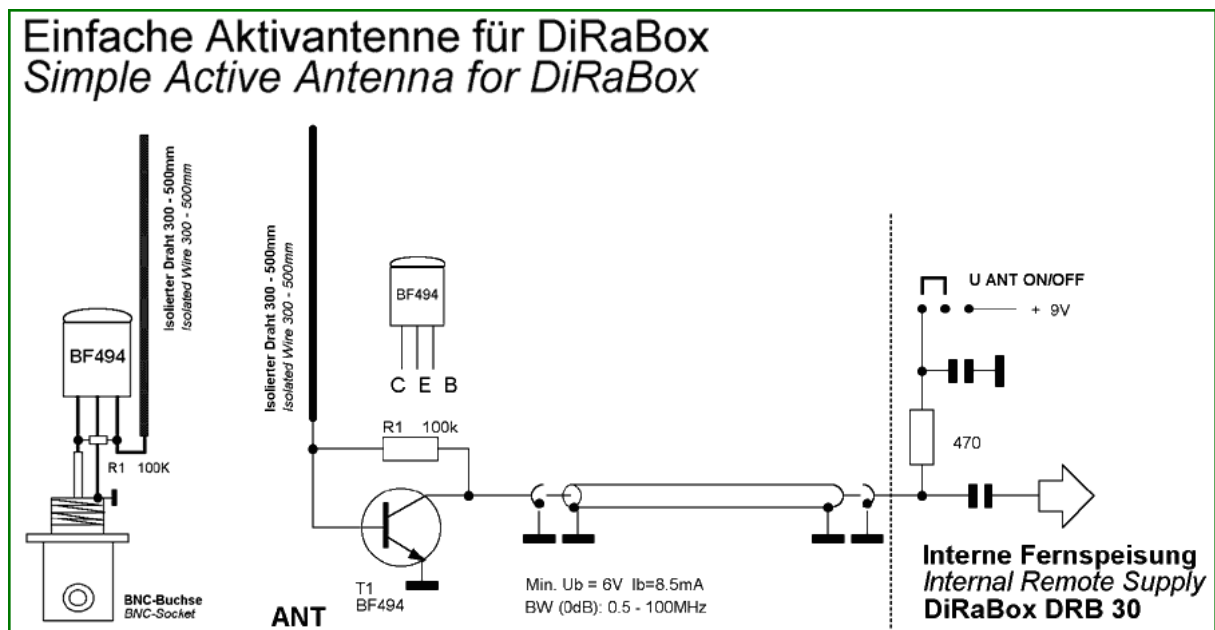 Einfache Aktivantenne für DiRaBox
Simple Active Antenna for DiRaBox
Isolierter Draht 300 - 500mm
Isolated Wire 300 - 500mm
BF494
R1 100K
BNC-Buchse
BNC-Socket
Isolierter Draht 300 - 500mm
Isolated Wire 300 - 500mm
BF494
C E B
R1 100k
T1
BF494
ANT
Min. Ub = 6V Ib=8.5mA
BW (0dB): 0.5 - 100MHz
U ANT ON/OFF
+ 9V
470
Interne Fernspeisung
Internal Remote Supply
DiRaBox DRB 30